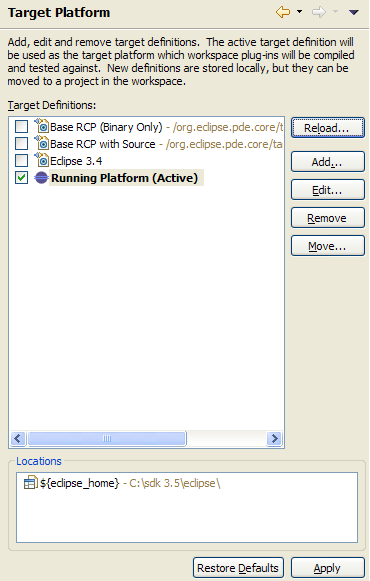 Target Platform
Add, edit and remove target definitions. The active target definition will
be used as the target platform which workspace plug-ins will be compiled
and tested against. New definitions are stored locally, but they can be
moved to a project in the workspace.
Target Definitions:
Base RCP (Binary Only) - /org.eclipse.pde.core/t
Base RCP with Source - /org.eclipse.pde.core/ta
Eclipse 3.4
Running Platform (Active)
Reload...
Add...
Edit...
Remove
Move...
Locations
${eclipse_home} - C:\sdk 3.5\eclipse\
Restore Defaults
Apply